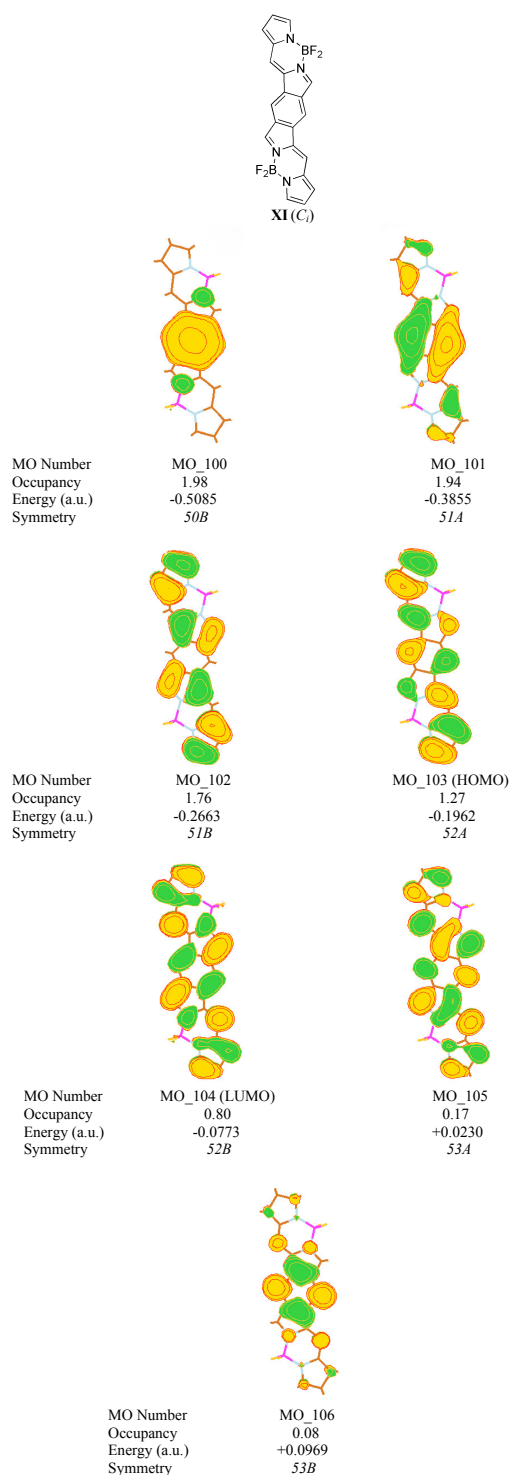 BF₂
N
N
N
F₂B
N
XI (Cᵢ)
MO Number MO_100 MO_101
Occupancy 1.98 1.94
Energy (a.u.) -0.5085 -0.3855
Symmetry 50B 51A
MO Number MO_102 MO_103 (HOMO)
Occupancy 1.76 1.27
Energy (a.u.) -0.2663 -0.1962
Symmetry 51B 52A
MO Number MO_104 (LUMO) MO_105
Occupancy 0.80 0.17
Energy (a.u.) -0.0773 +0.0230
Symmetry 52B 53A
MO Number MO_106
Occupancy 0.08
Energy (a.u.) +0.0969
Symmetry 53B